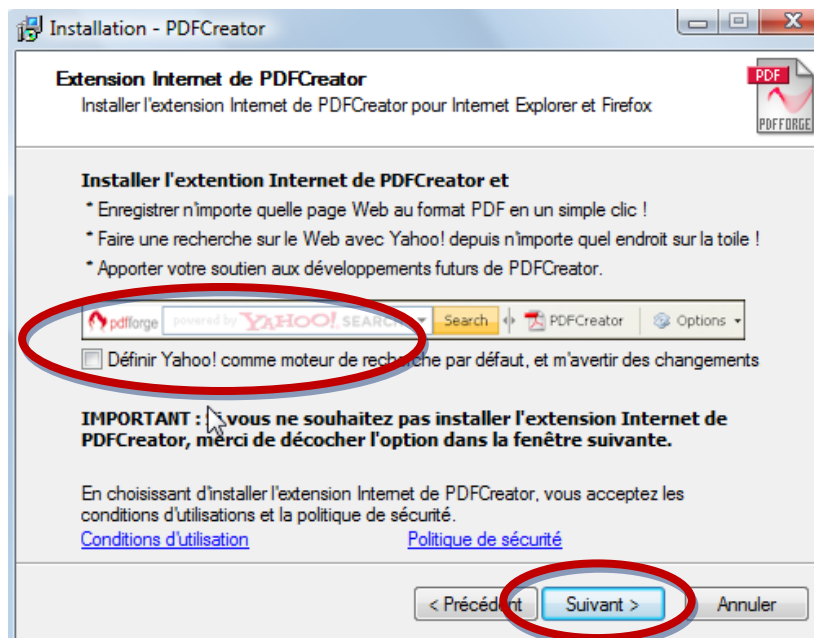 Installation - PDFCreator
Extension Internet de PDFCreator
Installer l'extension Internet de PDFCreator pour Internet Explorer et Firefox
PDF
PDFFORGE
Installer l'extention Internet de PDFCreator et
* Enregistrer n'importe quelle page Web au format PDF en un simple clic !
* Faire une recherche sur le Web avec Yahoo! depuis n'importe quel endroit sur la toile !
* Apporter votre soutien aux développements futurs de PDFCreator.
pdfforge powered by YAHOO! SEARCH Search PDFCreator Options
Définir Yahoo! comme moteur de recherche par défaut, et m'avertir des changements
IMPORTANT : si vous ne souhaitez pas installer l'extension Internet de
PDFCreator, merci de décocher l'option dans la fenêtre suivante.
En choisissant d'installer l'extension Internet de PDFCreator, vous acceptez les
conditions d'utilisations et la politique de sécurité.
Conditions d'utilisation Politique de sécurité
< Précédent Suivant > Annuler